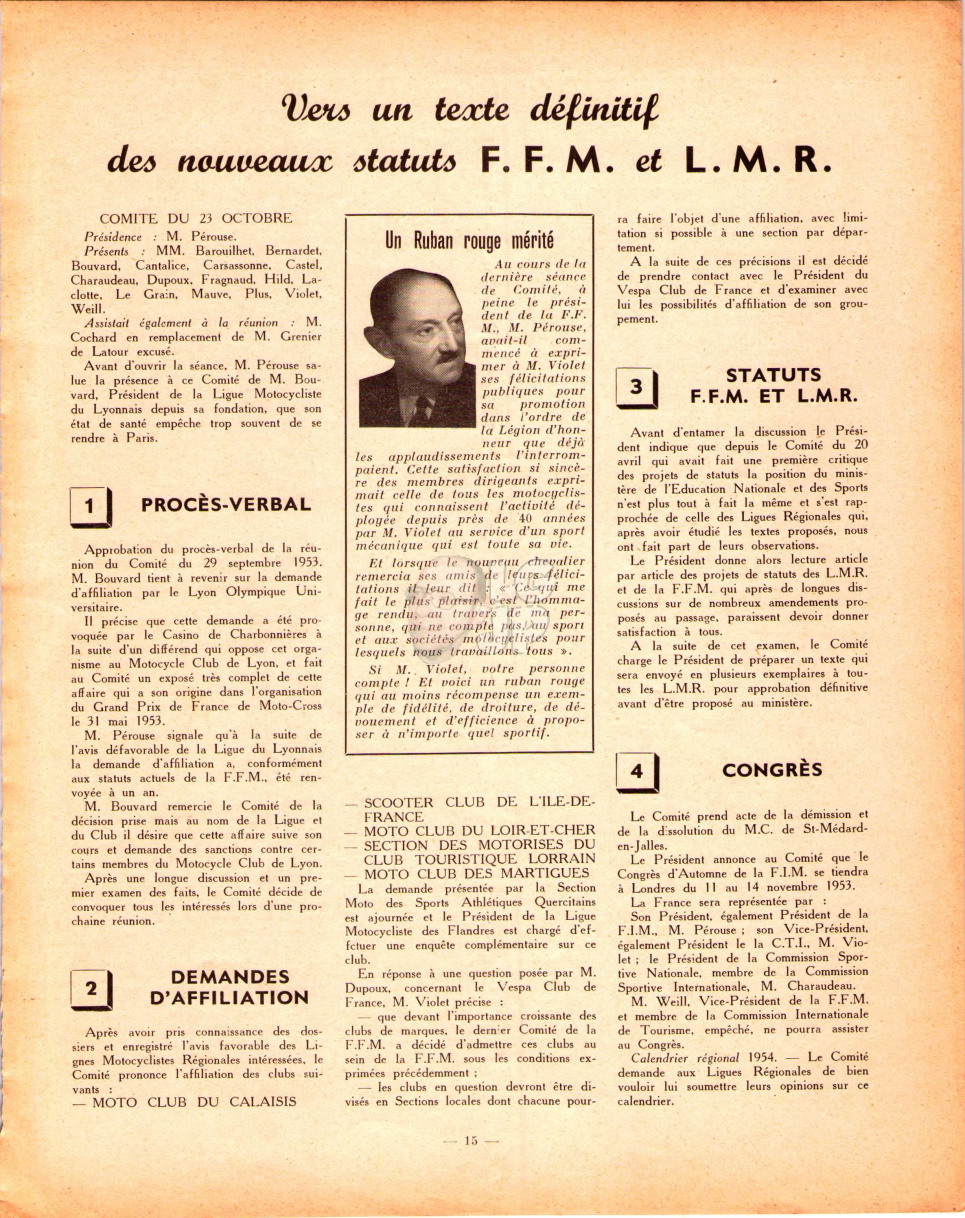 Vers un texte définitif
des nouveaux statuts F. F. M. et L. M. R.
COMITE DU 23 OCTOBRE
Présidence : M. Pérouse.
Présents : MM. Barouilhet, Bernardet,
Bouvard, Cantalice, Carsassonne, Castel,
Charaudeau, Dupoux, Fragnaud, Hild, La-
clotte, Le Grain, Mauve, Plus, Violet,
Weill.
Assistait également à la réunion : M.
Cochard en remplacement de M. Grenier
de Latour excusé.
Avant d'ouvrir la séance, M. Pérouse sa-
lue la présence à ce Comité de M. Bou-
vard, Président de la Ligue Motocycliste
du Lyonnais depuis sa fondation, que son
état de santé empêche trop souvent de se
rendre à Paris.
1 PROCÈS-VERBAL
Approbation du procès-verbal de la réu-
nion du Comité du 29 septembre 1953.
M. Bouvard tient à revenir sur la demande
d'affiliation par le Lyon Olympique Uni-
versitaire.
Il précise que cette demande a été pro-
voquée par le Casino de Charbonnières à
la suite d'un différend qui oppose cet orga-
nisme au Motocycle Club de Lyon, et fait
au Comité un exposé très complet de cette
affaire qui a son origine dans l'organisation
du Grand Prix de France de Moto-Cross
le 31 mai 1953.
M. Pérouse signale qu'à la suite de
l'avis défavorable de la Ligue du Lyonnais
la demande d'affiliation a, conformément
aux statuts actuels de la F.F.M., été ren-
voyée à un an.
M. Bouvard remercie le Comité de la
décision prise mais au nom de la Ligue et
du Club il désire que cette affaire suive son
cours et demande des sanctions contre cer-
tains membres du Motocycle Club de Lyon.
Après une longue discussion et un pre-
mier examen des faits, le Comité décide de
convoquer tous les intéressés lors d'une pro-
chaine réunion.
2 DEMANDES
D'AFFILIATION
Après avoir pris connaissance des dos-
siers et enregistré l'avis favorable des Li-
gnes Motocyclistes Régionales intéressées, le
Comité prononce l'affiliation des clubs sui-
vants :
— MOTO CLUB DU CALAISIS
Un Ruban rouge mérité
Au cours de la
dernière séance
de Comité, à
peine le prési-
dent de la F.F.
M., M. Pérouse,
avait-il com-
mencé à expri-
mer à M. Violet
ses félicitations
publiques pour
sa promotion
dans l'ordre de
la Légion d'hon-
neur que déjà
les applaudissements l'interrom-
paient. Cette satisfaction si sincè-
re des membres dirigeants expri-
mait celle de tous les motocyclis-
tes qui connaissent l'activité dé-
ployée depuis près de 40 années
par M. Violet au service d'un sport
mécanique qui est toute sa vie.
Et lorsque le nouveau chevalier
remercia ses amis de leurs félici-
tations il leur dit : « Ce qui me
fait le plus plaisir c'est l'homma-
ge rendu, au travers de ma per-
sonne, qui ne compte pas, au sport
et aux sociétés motocyclistes pour
lesquels nous travaillons tous ».
Si M. Violet, votre personne
compte ! Et voici un ruban rouge
qui au moins récompense un exem-
ple de fidélité, de droiture, de dé-
vouement et d'efficience à propo-
ser à n'importe quel sportif.
— SCOOTER CLUB DE L'ILE-DE-
FRANCE
— MOTO CLUB DU LOIR-ET-CHER
— SECTION DES MOTORISES DU
CLUB TOURISTIQUE LORRAIN
— MOTO CLUB DES MARTIGUES
La demande présentée par la Section
Moto des Sports Athlétiques Quercitains
est ajournée et le Président de la Ligue
Motocycliste des Flandres est chargé d'ef-
fctuer une enquête complémentaire sur ce
club.
En réponse à une question posée par M.
Dupoux, concernant le Vespa Club de
France, M. Violet précise :
— que devant l'importance croissante des
clubs de marques, le dernier Comité de la
F.F.M. a décidé d'admettre ces clubs au
sein de la F.F.M. sous les conditions ex-
primées précédemment ;
— les clubs en question devront être di-
visés en Sections locales dont chacune pour-
ra faire l'objet d'une affiliation, avec limi-
tation si possible à une section par dépar-
tement.
A la suite de ces précisions il est décidé
de prendre contact avec le Président du
Vespa Club de France et d'examiner avec
lui les possibilités d'affiliation de son grou-
pement.
3 STATUTS
F.F.M. ET L.M.R.
Avant d'entamer la discussion le Prési-
dent indique que depuis le Comité du 20
avril qui avait fait une première critique
des projets de statuts la position du minis-
tère de l'Education Nationale et des Sports
n'est plus tout à fait la même et s'est rap-
prochée de celle des Ligues Régionales qui,
après avoir étudié les textes proposés, nous
ont fait part de leurs observations.
Le Président donne alors lecture article
par article des projets de statuts des L.M.R.
et de la F.F.M. qui après de longues dis-
cussions sur de nombreux amendements pro-
posés au passage, paraissent devoir donner
satisfaction à tous.
A la suite de cet examen, le Comité
charge le Président de préparer un texte qui
sera envoyé en plusieurs exemplaires à tou-
tes les L.M.R. pour approbation définitive
avant d'être proposé au ministère.
4 CONGRÈS
Le Comité prend acte de la démission et
de la dissolution du M.C. de St-Médard-
en-Jalles.
Le Président annonce au Comité que le
Congrès d'Automne de la F.I.M. se tiendra
à Londres du 11 au 14 novembre 1953.
La France sera représentée par :
Son Président, également Président de la
F.I.M., M. Pérouse ; son Vice-Président,
également Président le la C.T.I., M. Vio-
let ; le Président de la Commission Spor-
tive Nationale, membre de la Commission
Sportive Internationale, M. Charaudeau.
M. Weill, Vice-Président de la F.F.M.
et membre de la Commission Internationale
de Tourisme, empêché, ne pourra assister
au Congrès.
Calendrier régional 1954. — Le Comité
demande aux Ligues Régionales de bien
vouloir lui soumettre leurs opinions sur ce
calendrier.
— 15 —